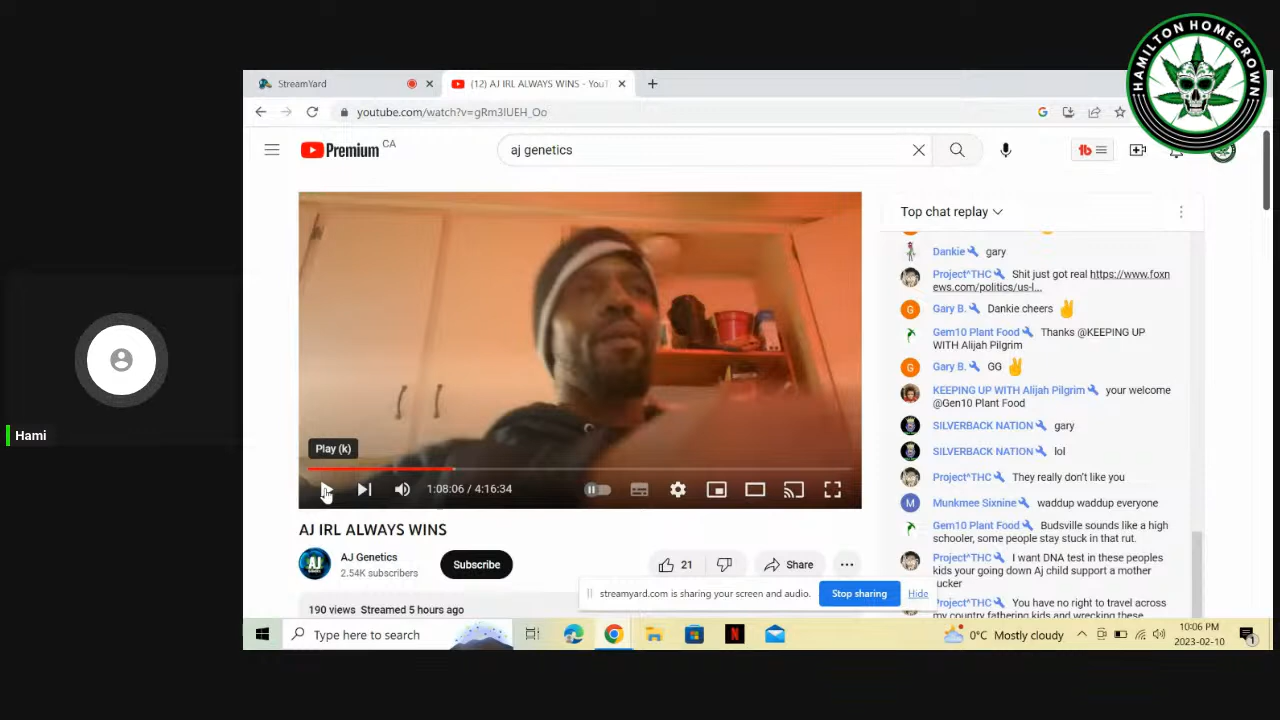 HAMILTON HOMEGROWN
StreamYard
(12) AJ IRL ALWAYS WINS - YouT
youtube.com/watch?v=gRm3lUEH_Oo
Premium CA
aj genetics
Top chat replay
Dankie gary
Project^THC Shit just got real https://www.foxn
ews.com/politics/us-l...
Gary B. Dankie cheers
Gem10 Plant Food Thanks @KEEPING UP
WITH Alijah Pilgrim
Gary B. GG
KEEPING UP WITH Alijah Pilgrim your welcome
@Gen10 Plant Food
SILVERBACK NATION gary
SILVERBACK NATION lol
Project^THC They really don't like you
Munkmee Sixnine waddup waddup everyone
Gem10 Plant Food Budsville sounds like a high
schooler, some people stay stuck in that rut.
Project^THC I want DNA test in these peoples
kids your going down Aj child support a mother
fucker
Project^THC You have no right to travel across
my country fathering kids and wrecking these
Hami
Play (k)
1:08:06 / 4:16:34
AJ IRL ALWAYS WINS
AJ Genetics
2.54K subscribers
Subscribe
21
Share
190 views Streamed 5 hours ago
streamyard.com is sharing your screen and audio.
Stop sharing
Hide
Type here to search
0°C Mostly cloudy
10:06 PM
2023-02-10